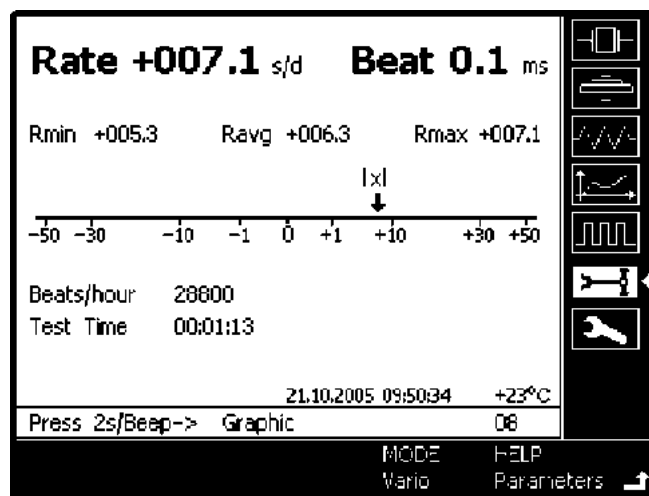 Rate +007.1 s/d Beat 0.1 ms
Rmin +005.3 Ravg +006.3 Rmax +007.1
|x|
-50 -30 -10 -1 0 +1 +10 +30 +50
Beats/hour 28800
Test Time 00:01:13
21.10.2005 09:50:34 +23°C
Press 2s/Beep-> Graphic 08
MODE HELP
Vario Parameters